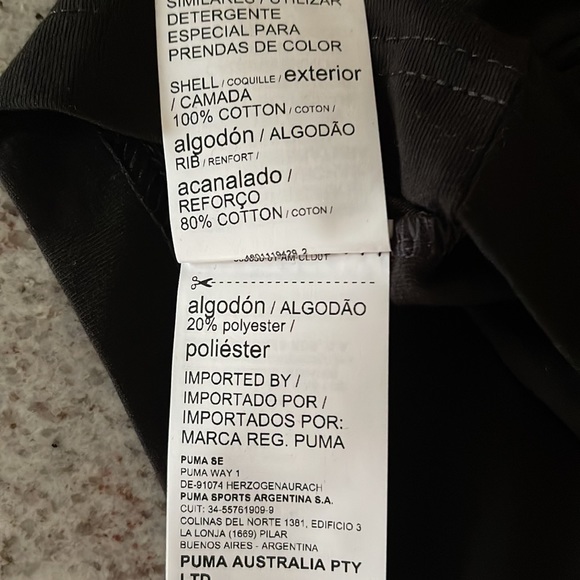 SIMILARES / UTILIZAR
DETERGENTE
ESPECIAL PARA
PRENDAS DE COLOR
SHELL / COQUILLE / exterior
/ CAMADA
100% COTTON / COTON /
algodón / ALGODÃO
RIB / RENFORT /
acanalado /
REFORÇO
80% COTTON / COTON /
algodón / ALGODÃO
20% polyester /
poliéster
IMPORTED BY /
IMPORTADO POR /
IMPORTADOS POR:
MARCA REG. PUMA
PUMA SE
PUMA WAY 1
DE-91074 HERZOGENAURACH
PUMA SPORTS ARGENTINA S.A.
CUIT: 34-55761909-9
COLINAS DEL NORTE 1381, EDIFICIO 3
LA LONJA (1669) PILAR
BUENOS AIRES - ARGENTINA
PUMA AUSTRALIA PTY
LTD